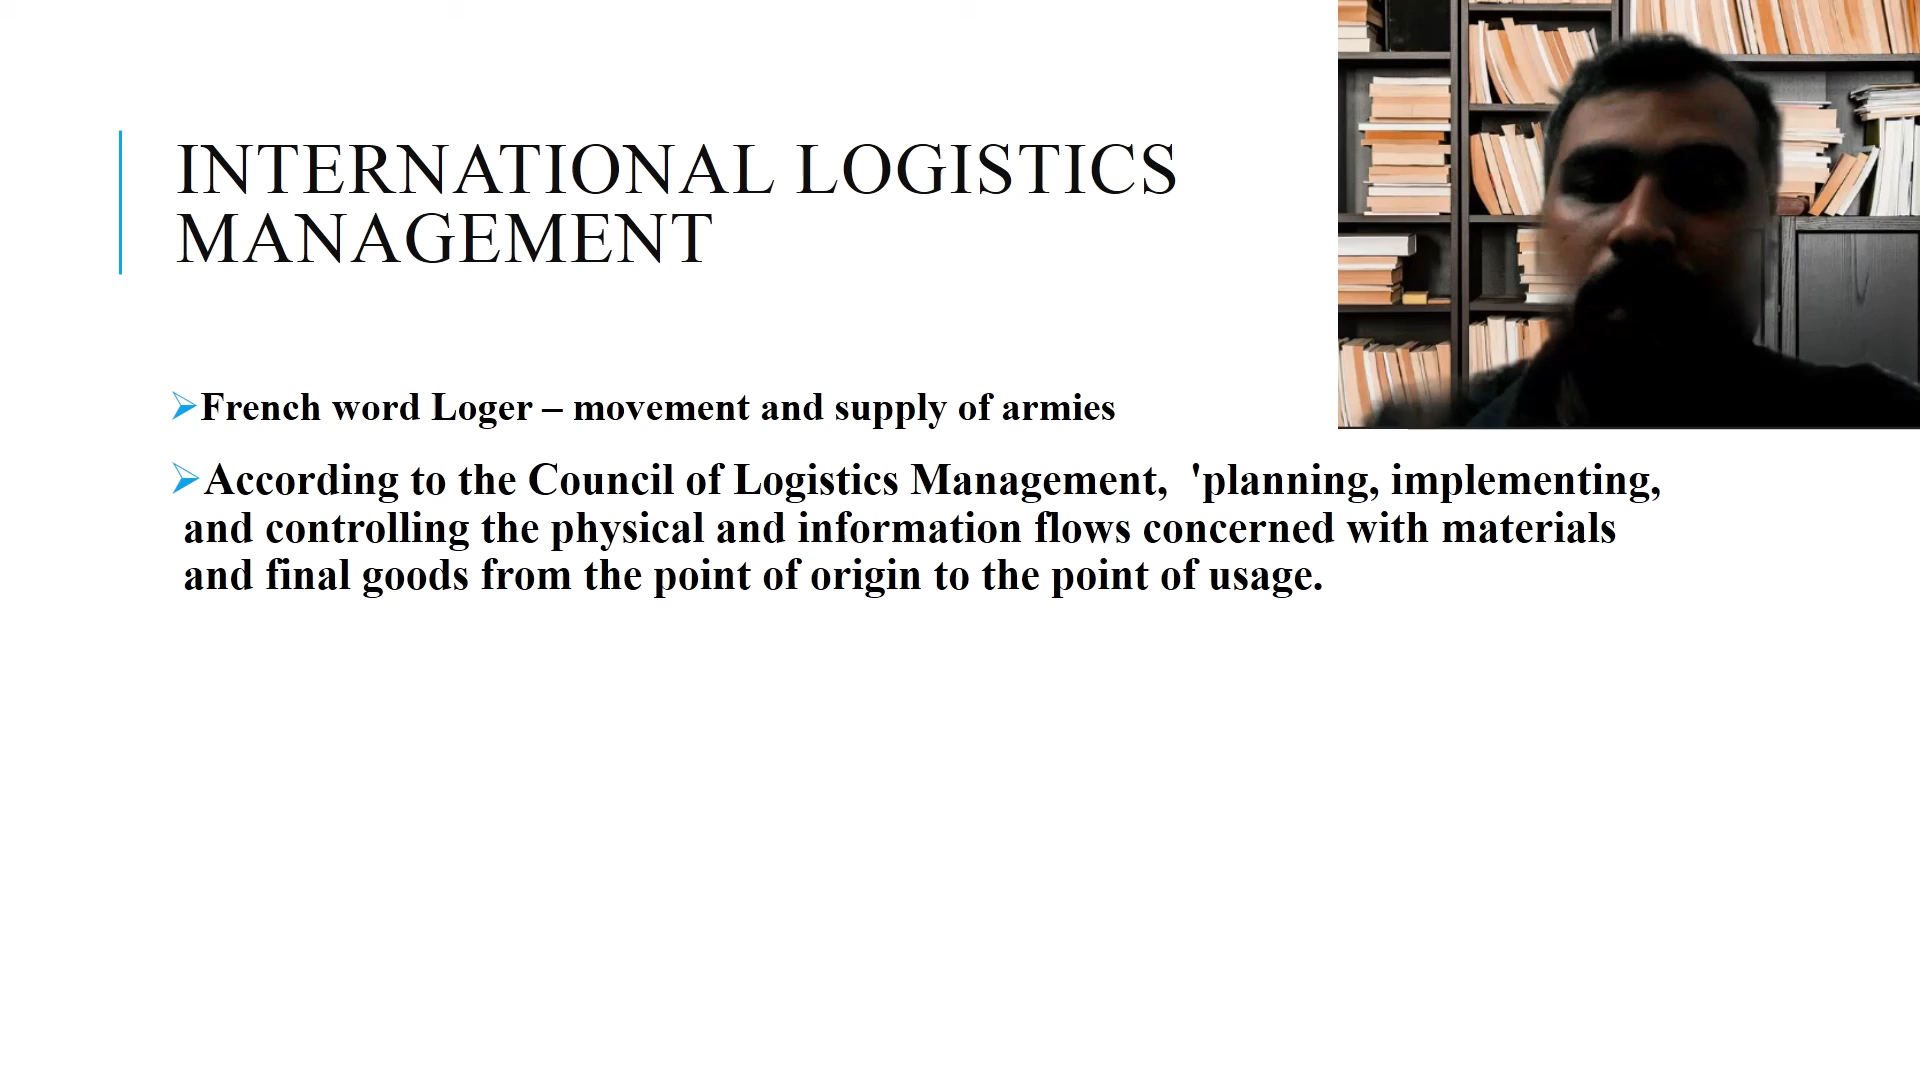 INTERNATIONAL LOGISTICS
MANAGEMENT
French word Loger – movement and supply of armies
According to the Council of Logistics Management, 'planning, implementing,
and controlling the physical and information flows concerned with materials
and final goods from the point of origin to the point of usage.